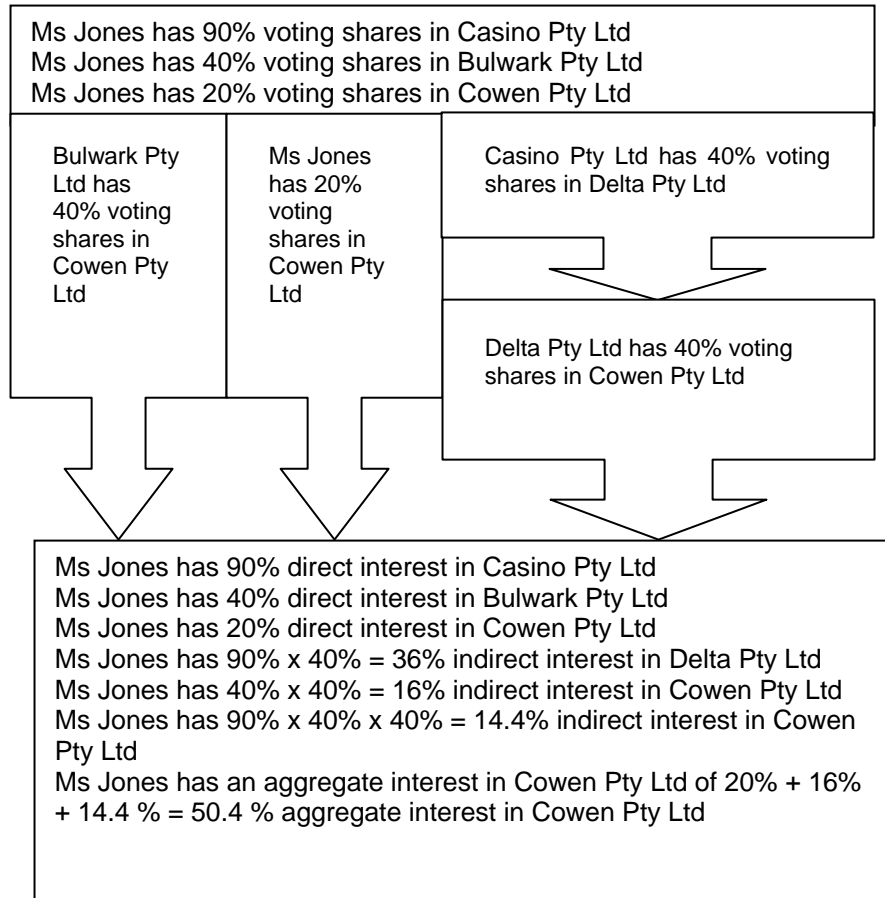 Ms Jones has 90% voting shares in Casino Pty Ltd
Ms Jones has 40% voting shares in Bulwark Pty Ltd
Ms Jones has 20% voting shares in Cowen Pty Ltd
Bulwark Pty
Ltd has
40% voting
shares in
Cowen Pty
Ltd
Ms Jones
has 20%
voting
shares in
Cowen Pty
Ltd
Casino Pty Ltd has 40% voting
shares in Delta Pty Ltd
Delta Pty Ltd has 40% voting
shares in Cowen Pty Ltd
Ms Jones has 90% direct interest in Casino Pty Ltd
Ms Jones has 40% direct interest in Bulwark Pty Ltd
Ms Jones has 20% direct interest in Cowen Pty Ltd
Ms Jones has 90% x 40% = 36% indirect interest in Delta Pty Ltd
Ms Jones has 40% x 40% = 16% indirect interest in Cowen Pty Ltd
Ms Jones has 90% x 40% x 40% = 14.4% indirect interest in Cowen
Pty Ltd
Ms Jones has an aggregate interest in Cowen Pty Ltd of 20% + 16%
+ 14.4 % = 50.4 % aggregate interest in Cowen Pty Ltd